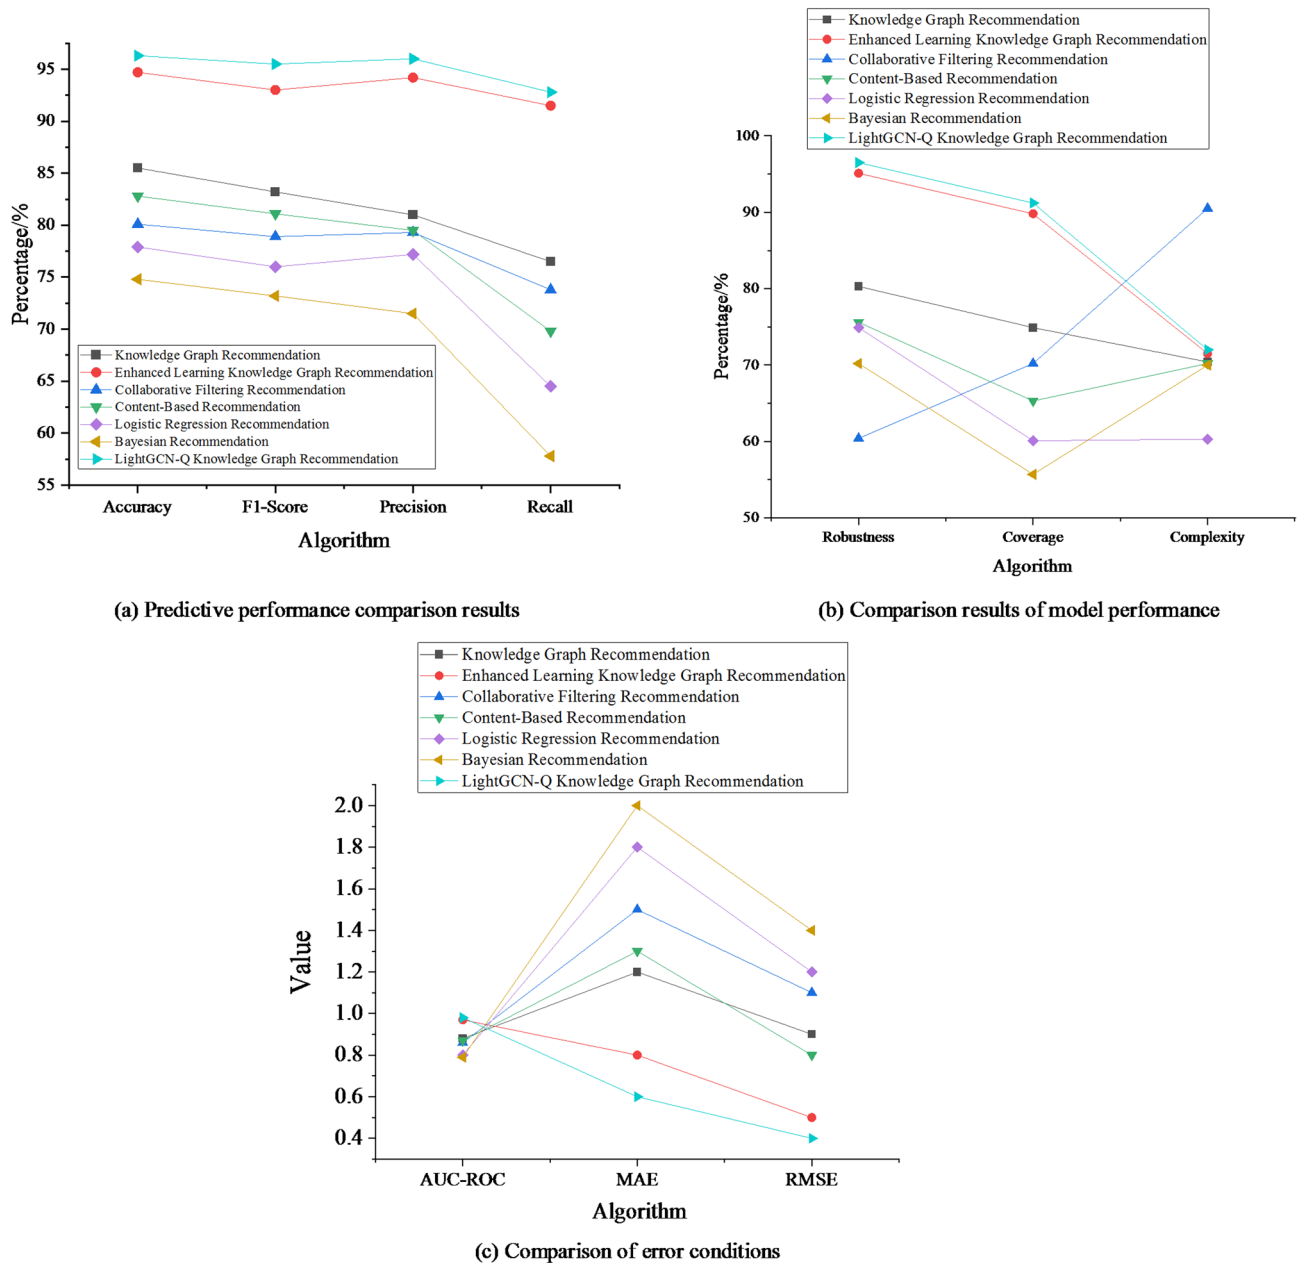 95
90
85
80
75
70
65
60
55
Percentage/%
Knowledge Graph Recommendation
Enhanced Learning Knowledge Graph Recommendation
Collaborative Filtering Recommendation
Content-Based Recommendation
Logistic Regression Recommendation
Bayesian Recommendation
LightGCN-Q Knowledge Graph Recommendation
Accuracy
F1-Score
Precision
Recall
Algorithm
(a) Predictive performance comparison results
Knowledge Graph Recommendation
Enhanced Learning Knowledge Graph Recommendation
Collaborative Filtering Recommendation
Content-Based Recommendation
Logistic Regression Recommendation
Bayesian Recommendation
LightGCN-Q Knowledge Graph Recommendation
100
90
80
70
60
50
Percentage/%
Robustness
Coverage
Complexity
Algorithm
(b) Comparison results of model performance
Knowledge Graph Recommendation
Enhanced Learning Knowledge Graph Recommendation
Collaborative Filtering Recommendation
Content-Based Recommendation
Logistic Regression Recommendation
Bayesian Recommendation
LightGCN-Q Knowledge Graph Recommendation
2.0
1.8
1.6
1.4
1.2
1.0
0.8
0.6
0.4
Value
AUC-ROC
MAE
RMSE
Algorithm
(c) Comparison of error conditions